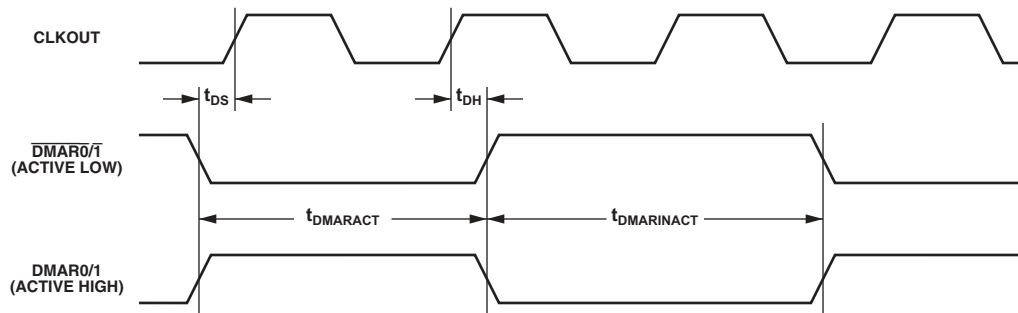 CLKOUT
tDS
tDH
DMAR0/1
(ACTIVE LOW)
tDMARACT
tDMARINACT
DMAR0/1
(ACTIVE HIGH)